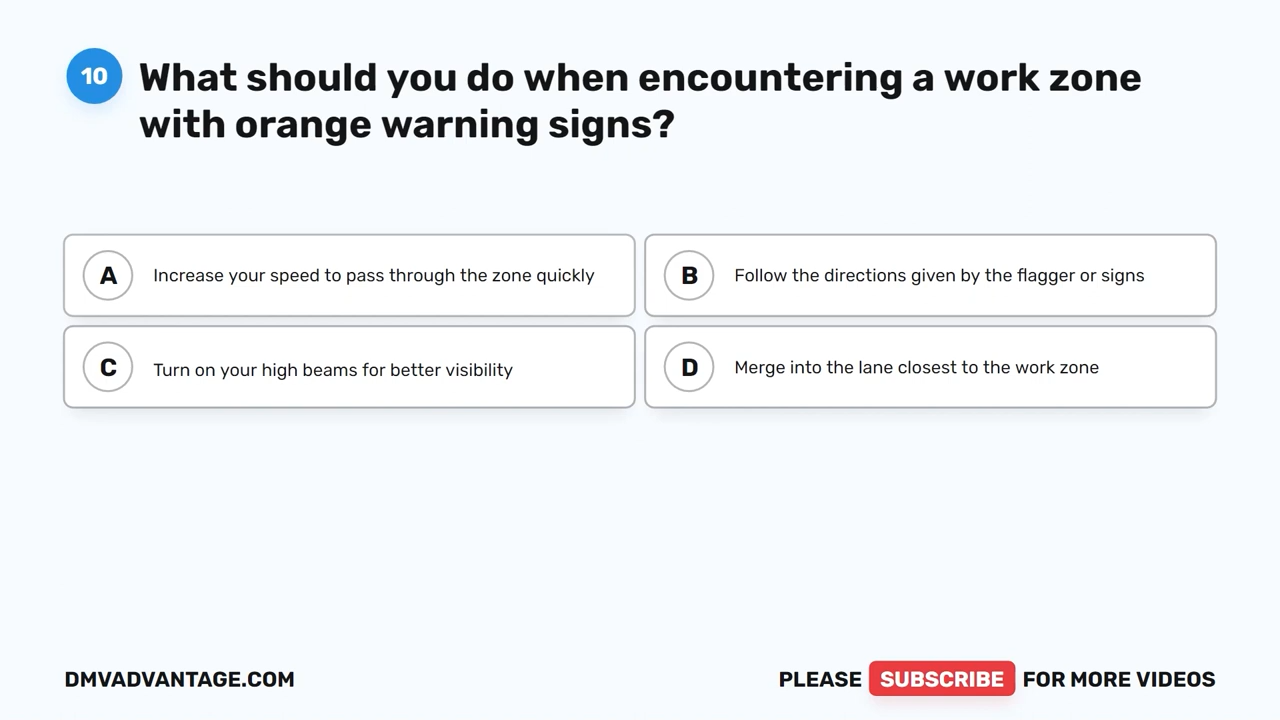 10
What should you do when encountering a work zone
with orange warning signs?
A
Increase your speed to pass through the zone quickly
B
Follow the directions given by the flagger or signs
C
Turn on your high beams for better visibility
D
Merge into the lane closest to the work zone
DMVADVANTAGE.COM
PLEASE SUBSCRIBE FOR MORE VIDEOS